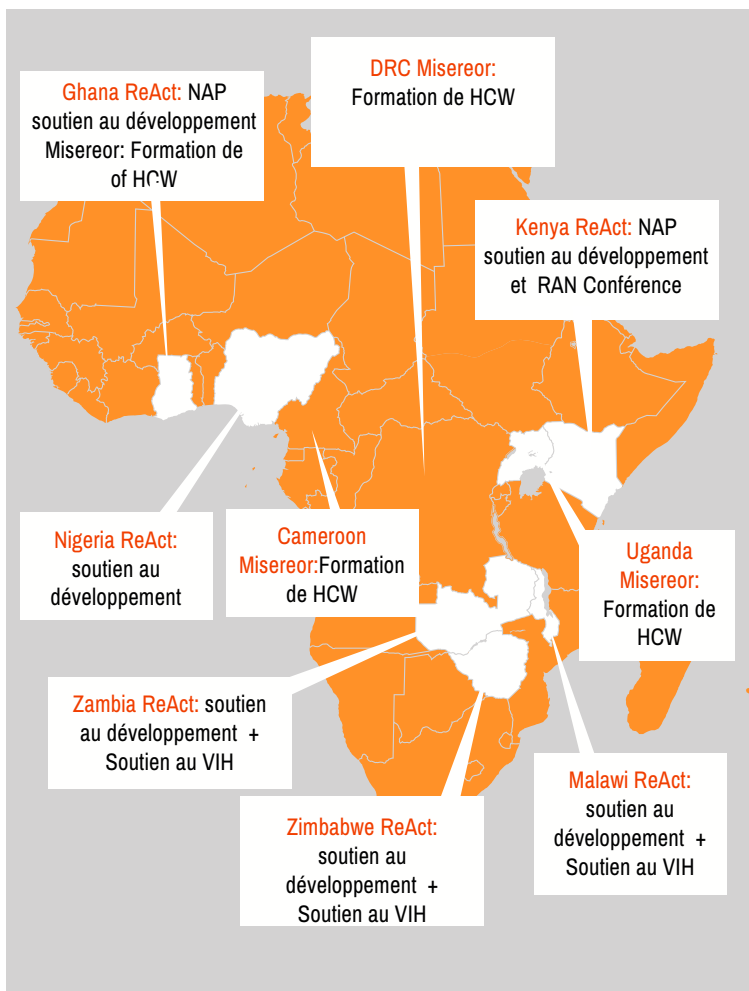 Ghana ReAct: NAP
soutien au développement
Misereor: Formation de
of HCW
DRC Misereor:
Formation de HCW
Kenya ReAct: NAP
soutien au développement
et RAN Conférence
Nigeria ReAct:
soutien au
développement
Cameroon
Misereor:Formation
de HCW
Uganda
Misereor:
Formation de
HCW
Zambia ReAct: soutien
au développement +
Soutien au VIH
Malawi ReAct:
soutien au
développement +
Soutien au VIH
Zimbabwe ReAct:
soutien au
développement +
Soutien au VIH